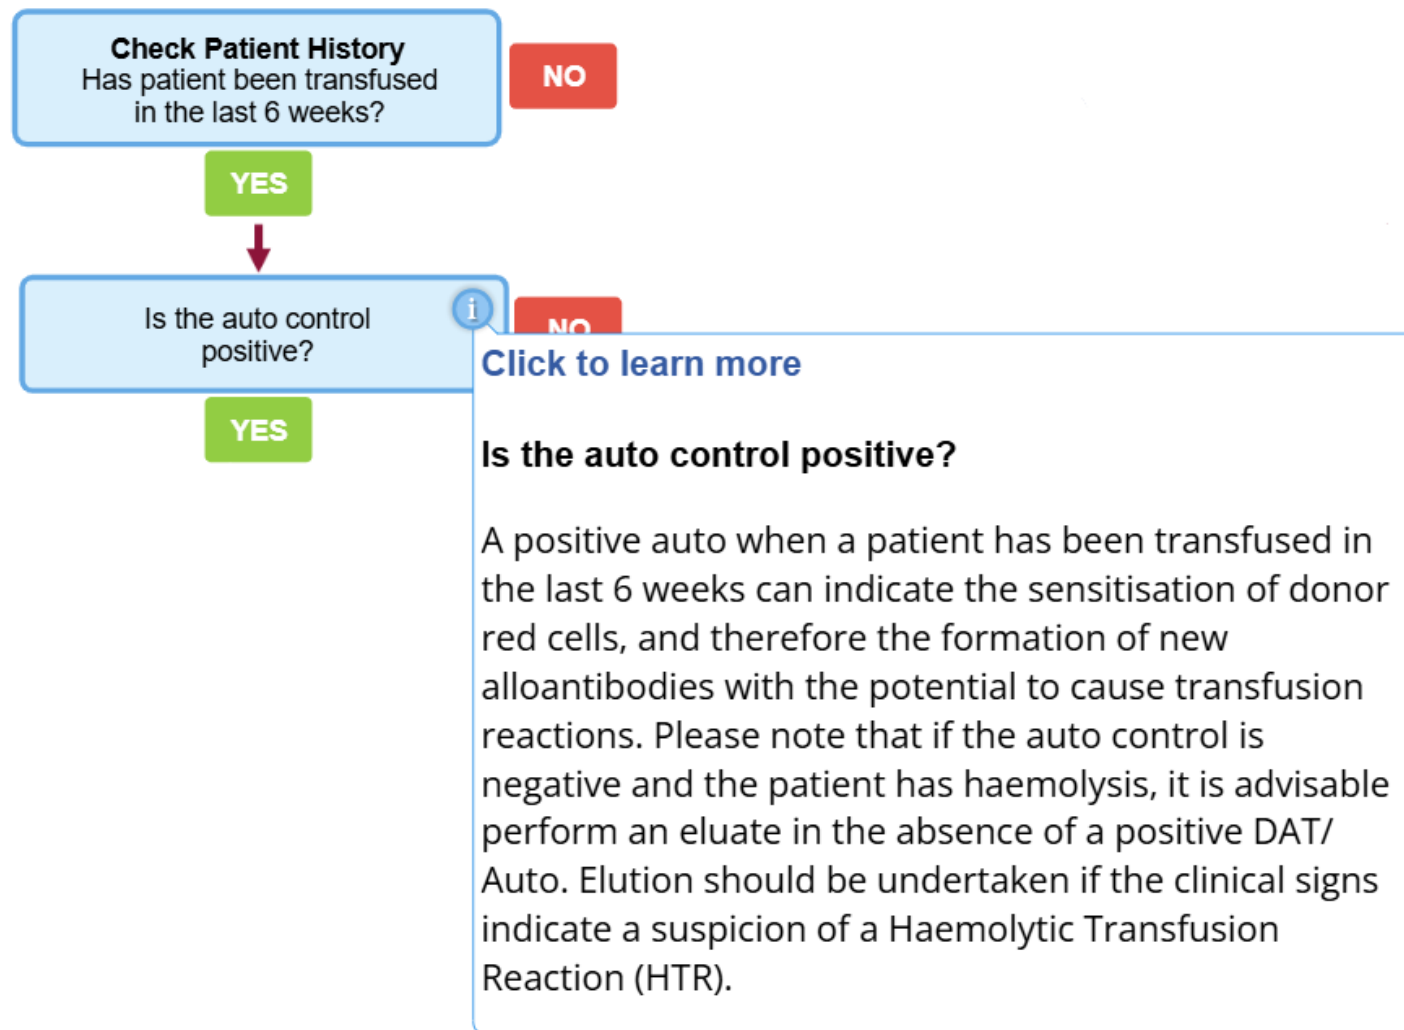 Check Patient History
Has patient been transfused
in the last 6 weeks?
NO
YES
Is the auto control
positive?
i
NO
YES
Click to learn more
Is the auto control positive?
A positive auto when a patient has been transfused in
the last 6 weeks can indicate the sensitisation of donor
red cells, and therefore the formation of new
alloantibodies with the potential to cause transfusion
reactions. Please note that if the auto control is
negative and the patient has haemolysis, it is advisable
perform an eluate in the absence of a positive DAT/
Auto. Elution should be undertaken if the clinical signs
indicate a suspicion of a Haemolytic Transfusion
Reaction (HTR).